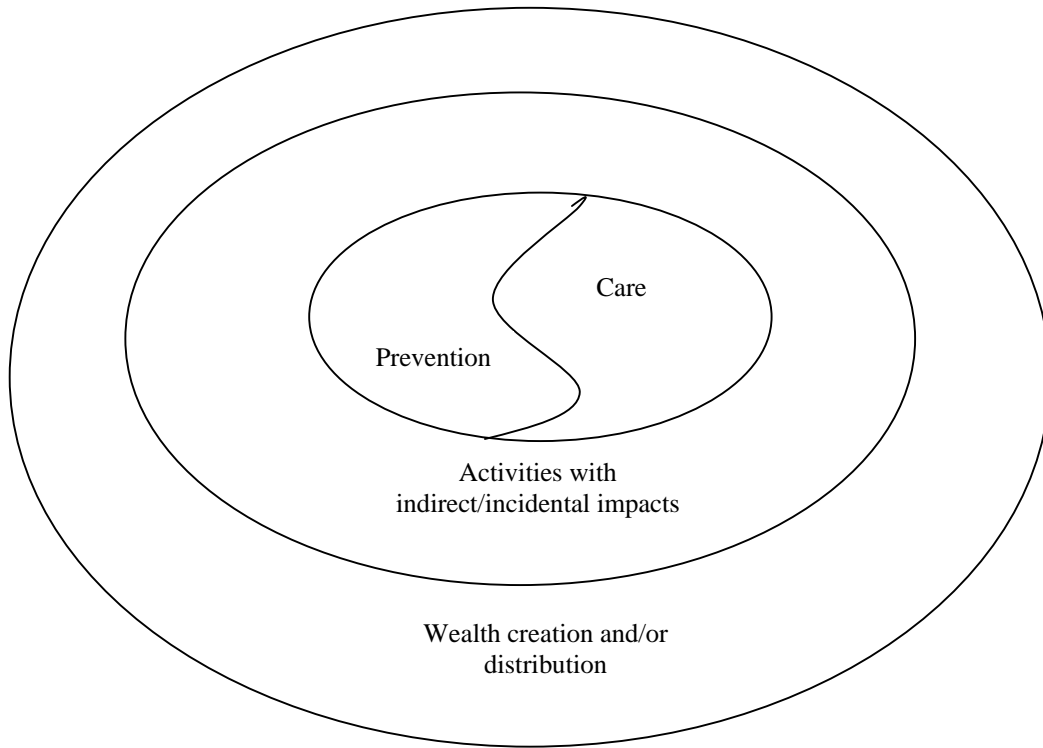 Care
Prevention
Activities with
indirect/incidental impacts
Wealth creation and/or
distribution